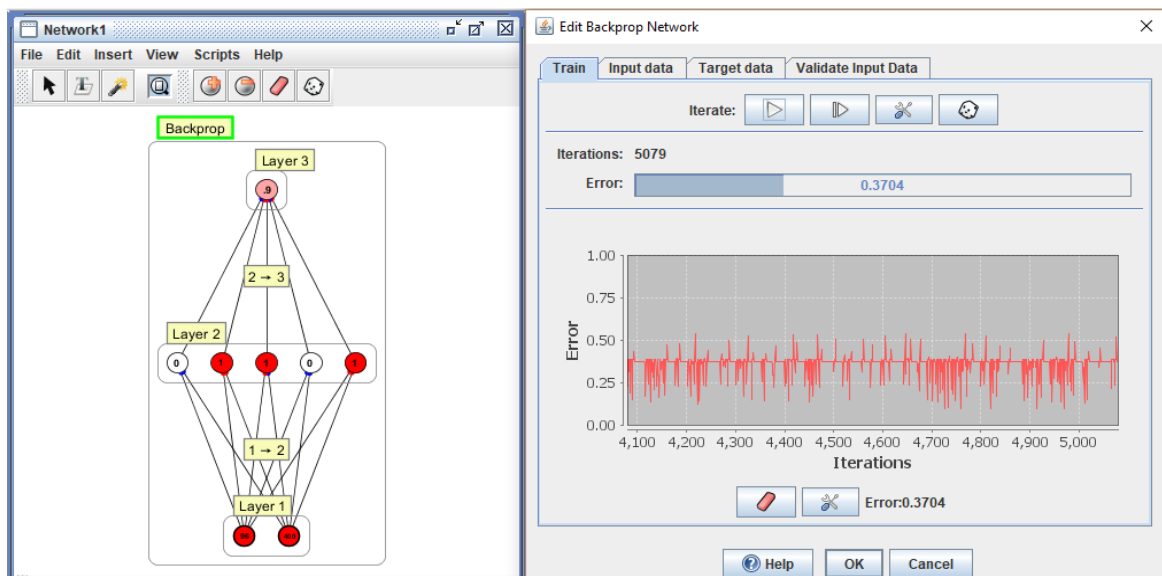 Network1
File Edit Insert View Scripts Help
Backprop
Layer 3
.9
2 → 3
Layer 2
0 1 1 0 1
1 → 2
Layer 1
Edit Backprop Network
Train Input data Target data Validate Input Data
Iterate:
Iterations: 5079
Error: 0.3704
1.00
0.75
0.50
0.25
0.00
Error
4,100 4,200 4,300 4,400 4,500 4,600 4,700 4,800 4,900 5,000
Iterations
Error:0.3704
Help OK Cancel